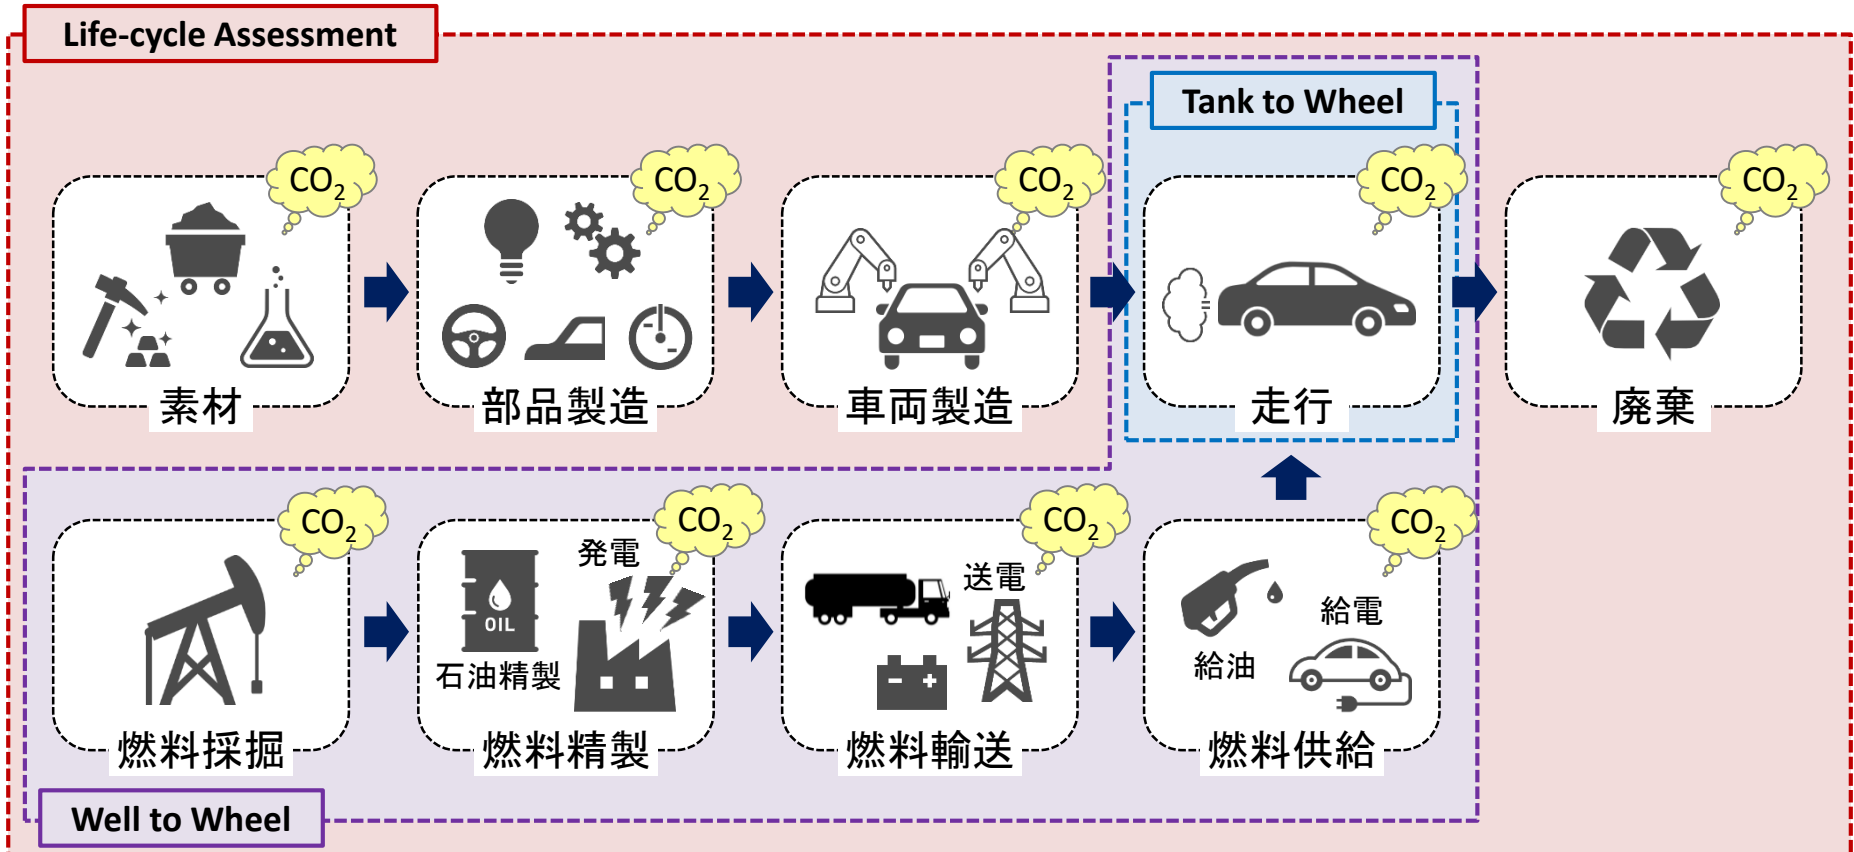 Life-cycle Assessment
Tank to Wheel
CO2
CO2
CO2
CO2
CO2
素材
部品製造
車両製造
走行
廃棄
CO2
CO2
CO2
CO2
OIL
石油精製
発電
送電
給油
給電
燃料採掘
燃料精製
燃料輸送
燃料供給
Well to Wheel